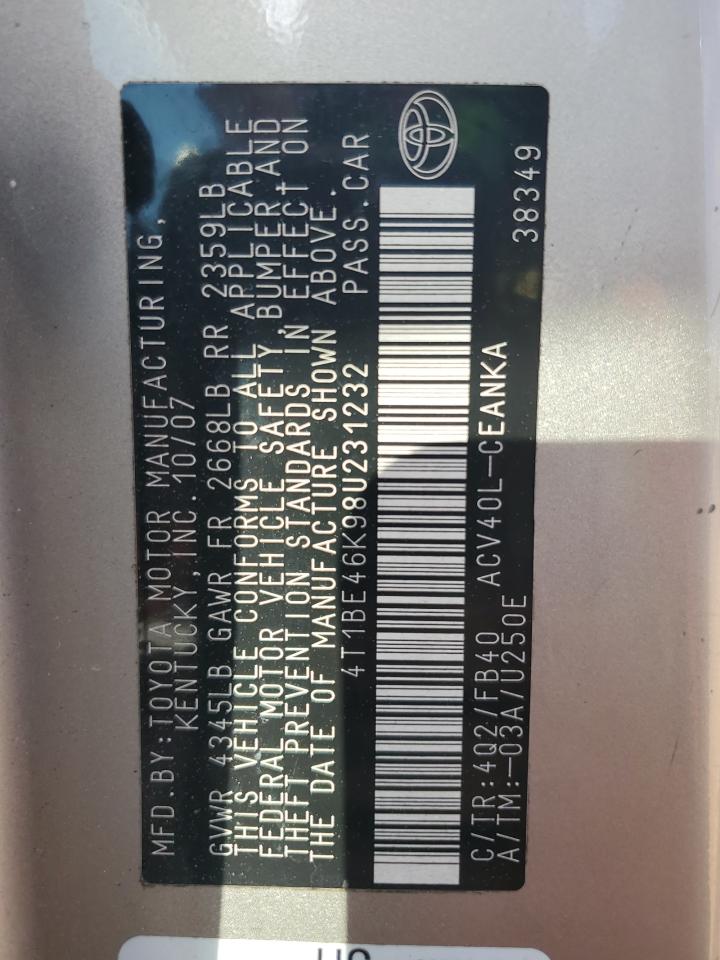 MFD.BY:TOYOTA MOTOR MANUFACTURING,
KENTUCKY,INC. 10/07
GVWR 4345LB GAWR FR 2668LB RR 2359LB
THIS VEHICLE CONFORMS TO ALL APPLICABLE
FEDERAL MOTOR VEHICLE SAFETY,BUMPER,AND
THEFT PREVENTION STANDARDS IN EFFECT ON
THE DATE OF MANUFACTURE SHOWN ABOVE.
4T1BE46K98U231232 PASS.CAR
C/TR:4Q2/FB40 ACV40L-CEANKA
A/TM:-03A/U250E 38349